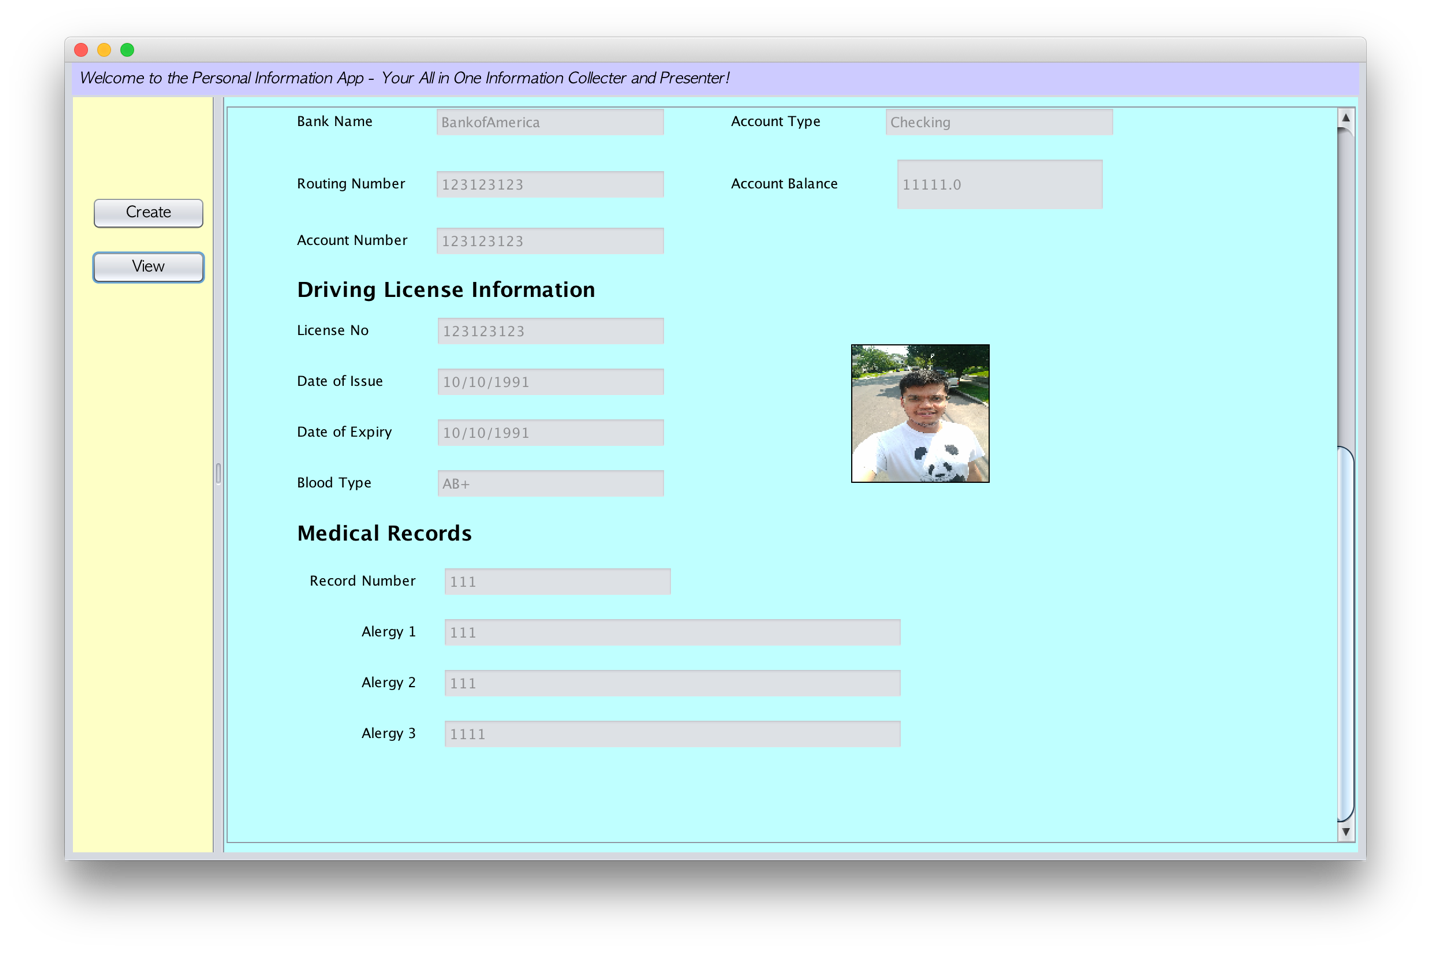 Welcome to the Personal Information App - Your All in One Information Collecter and Presenter!
Create
View
Bank Name BankofAmerica Account Type Checking
Routing Number 123123123 Account Balance 11111.0
Account Number 123123123
Driving License Information
License No 123123123
Date of Issue 10/10/1991
Date of Expiry 10/10/1991
Blood Type AB+
Medical Records
Record Number 111
Alergy 1 111
Alergy 2 111
Alergy 3 1111